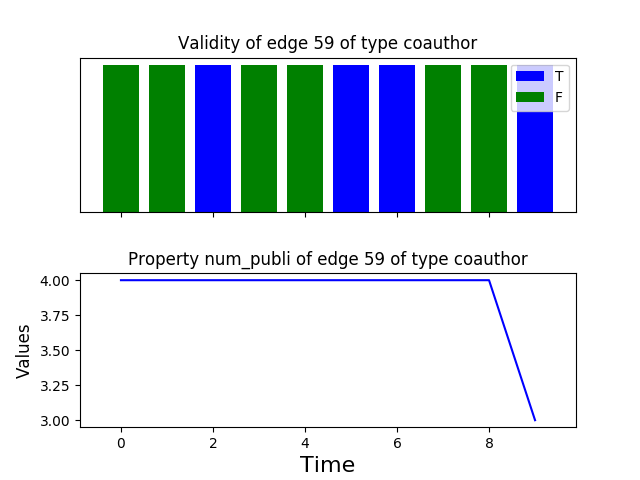 Validity of edge 59 of type coauthor
T
F
Property num_publi of edge 59 of type coauthor
4.00
3.75
3.50
3.25
3.00
Values
0 2 4 6 8
Time